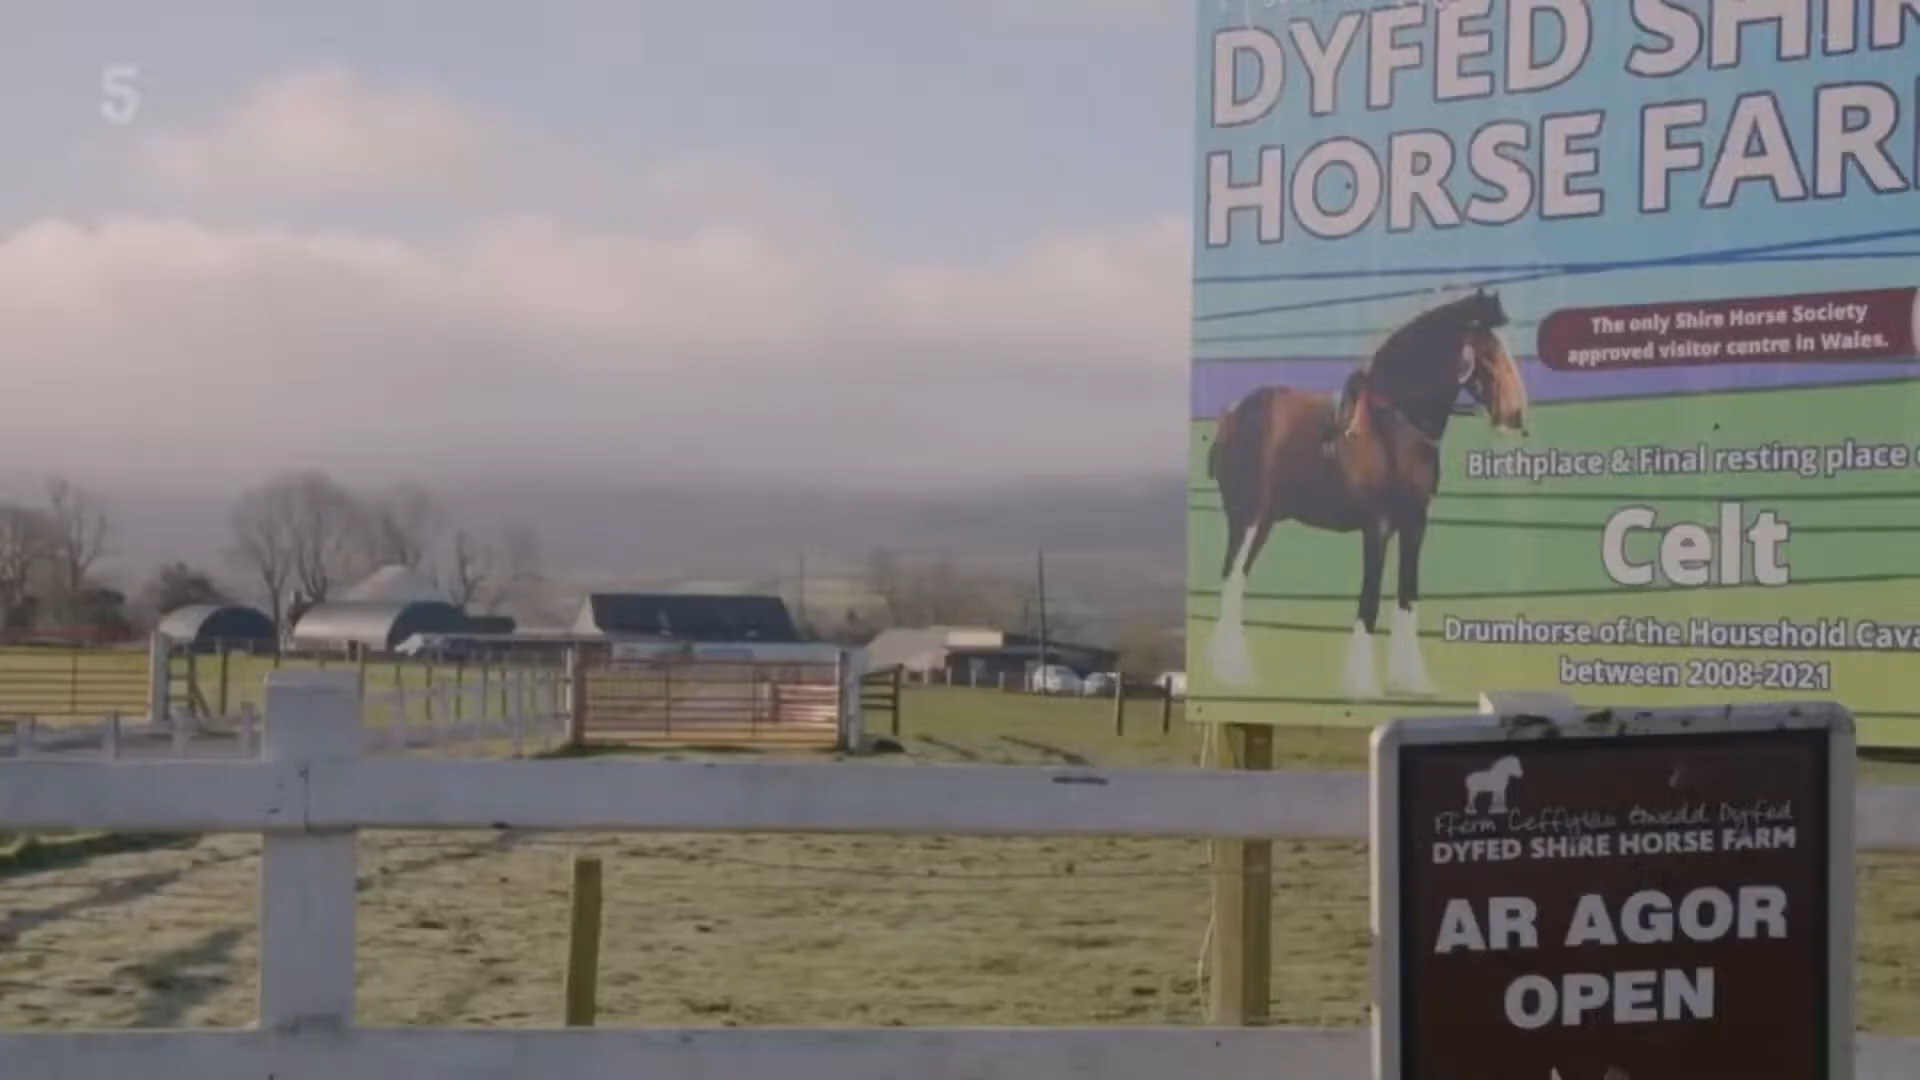 5
DYFED SHIR
HORSE FAR
The only Shire Horse Society
approved visitor centre in Wales.
Birthplace & Final resting place
Celt
Drumhorse of the Household Cava
between 2008-2021
Fferm Ceffylau Gwedd Dyfed
DYFED SHIRE HORSE FARM
AR AGOR
OPEN